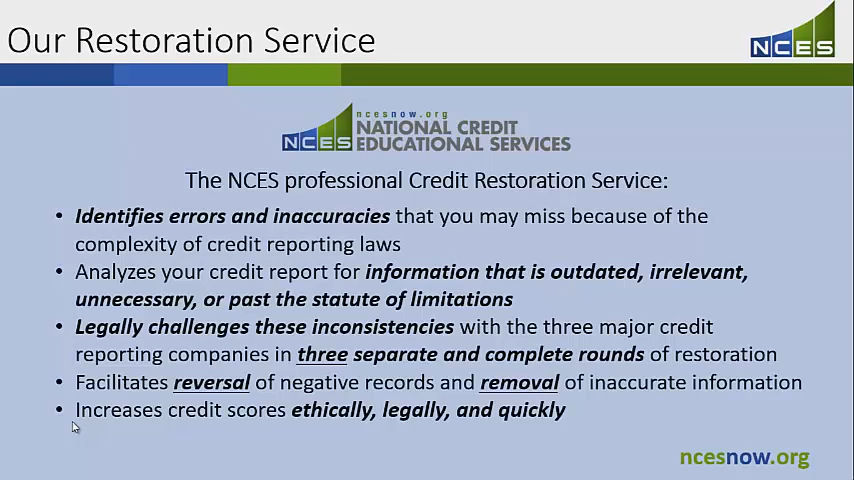 Our Restoration Service
NCES
ncesnow.org
NCES NATIONAL CREDIT
EDUCATIONAL SERVICES
The NCES professional Credit Restoration Service:
• Identifies errors and inaccuracies that you may miss because of the
complexity of credit reporting laws
• Analyzes your credit report for information that is outdated, irrelevant,
unnecessary, or past the statute of limitations
• Legally challenges these inconsistencies with the three major credit
reporting companies in three separate and complete rounds of restoration
• Facilitates reversal of negative records and removal of inaccurate information
• Increases credit scores ethically, legally, and quickly
ncesnow.org